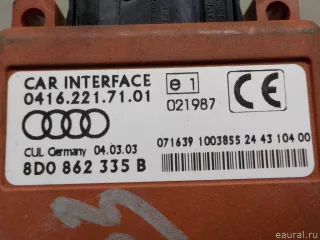 CAR INTERFACE
0416.221.71.01
e1
021987
CE
CUL Germany 04.03.03
8D0 862 335 B
071639 1003855 24 43 104 00
eaural.ru